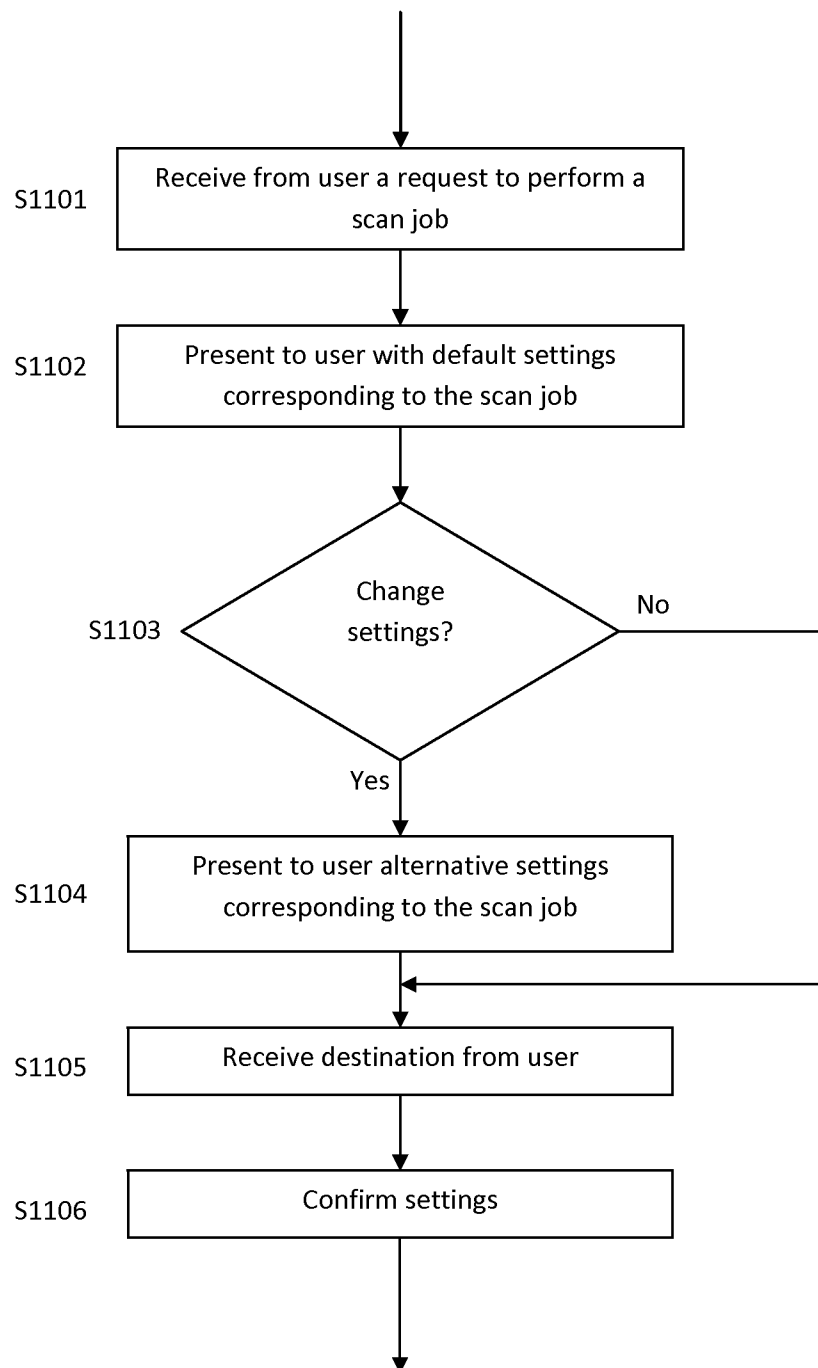 S1101
Receive from user a request to perform a
scan job
S1102
Present to user with default settings
corresponding to the scan job
S1103
Change
settings?
No
Yes
S1104
Present to user alternative settings
corresponding to the scan job
S1105
Receive destination from user
S1106
Confirm settings